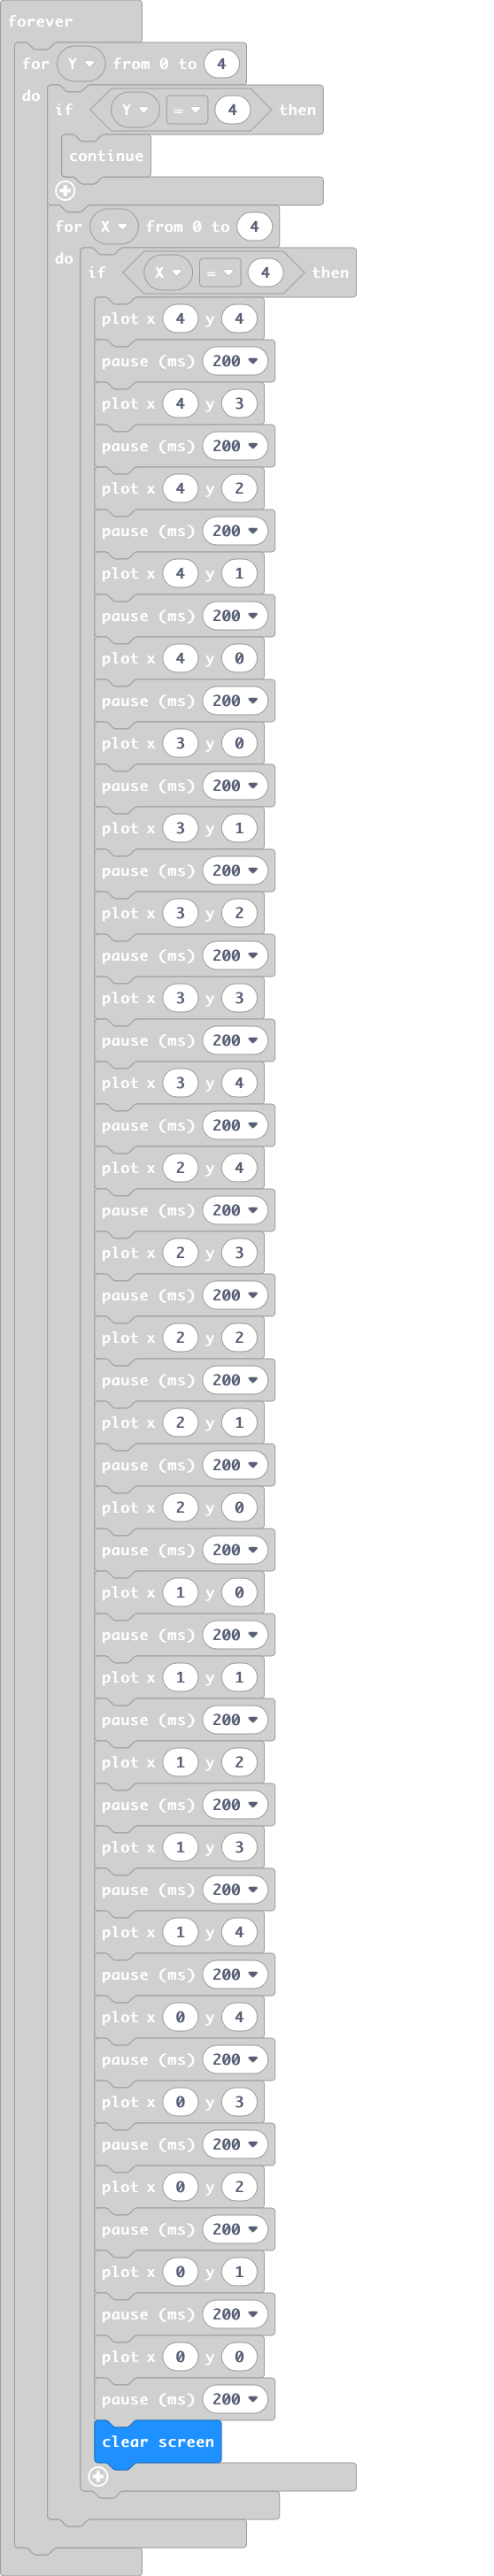 forever
for Y from 0 to 4
do
if Y = 4 then
continue
for X from 0 to 4
do
if X = 4 then
plot x 4 y 4
pause (ms) 200
plot x 4 y 3
pause (ms) 200
plot x 4 y 2
pause (ms) 200
plot x 4 y 1
pause (ms) 200
plot x 4 y 0
pause (ms) 200
plot x 3 y 0
pause (ms) 200
plot x 3 y 1
pause (ms) 200
plot x 3 y 2
pause (ms) 200
plot x 3 y 3
pause (ms) 200
plot x 3 y 4
pause (ms) 200
plot x 2 y 4
pause (ms) 200
plot x 2 y 3
pause (ms) 200
plot x 2 y 2
pause (ms) 200
plot x 2 y 1
pause (ms) 200
plot x 2 y 0
pause (ms) 200
plot x 1 y 0
pause (ms) 200
plot x 1 y 1
pause (ms) 200
plot x 1 y 2
pause (ms) 200
plot x 1 y 3
pause (ms) 200
plot x 1 y 4
pause (ms) 200
plot x 0 y 4
pause (ms) 200
plot x 0 y 3
pause (ms) 200
plot x 0 y 2
pause (ms) 200
plot x 0 y 1
pause (ms) 200
plot x 0 y 0
pause (ms) 200
clear screen